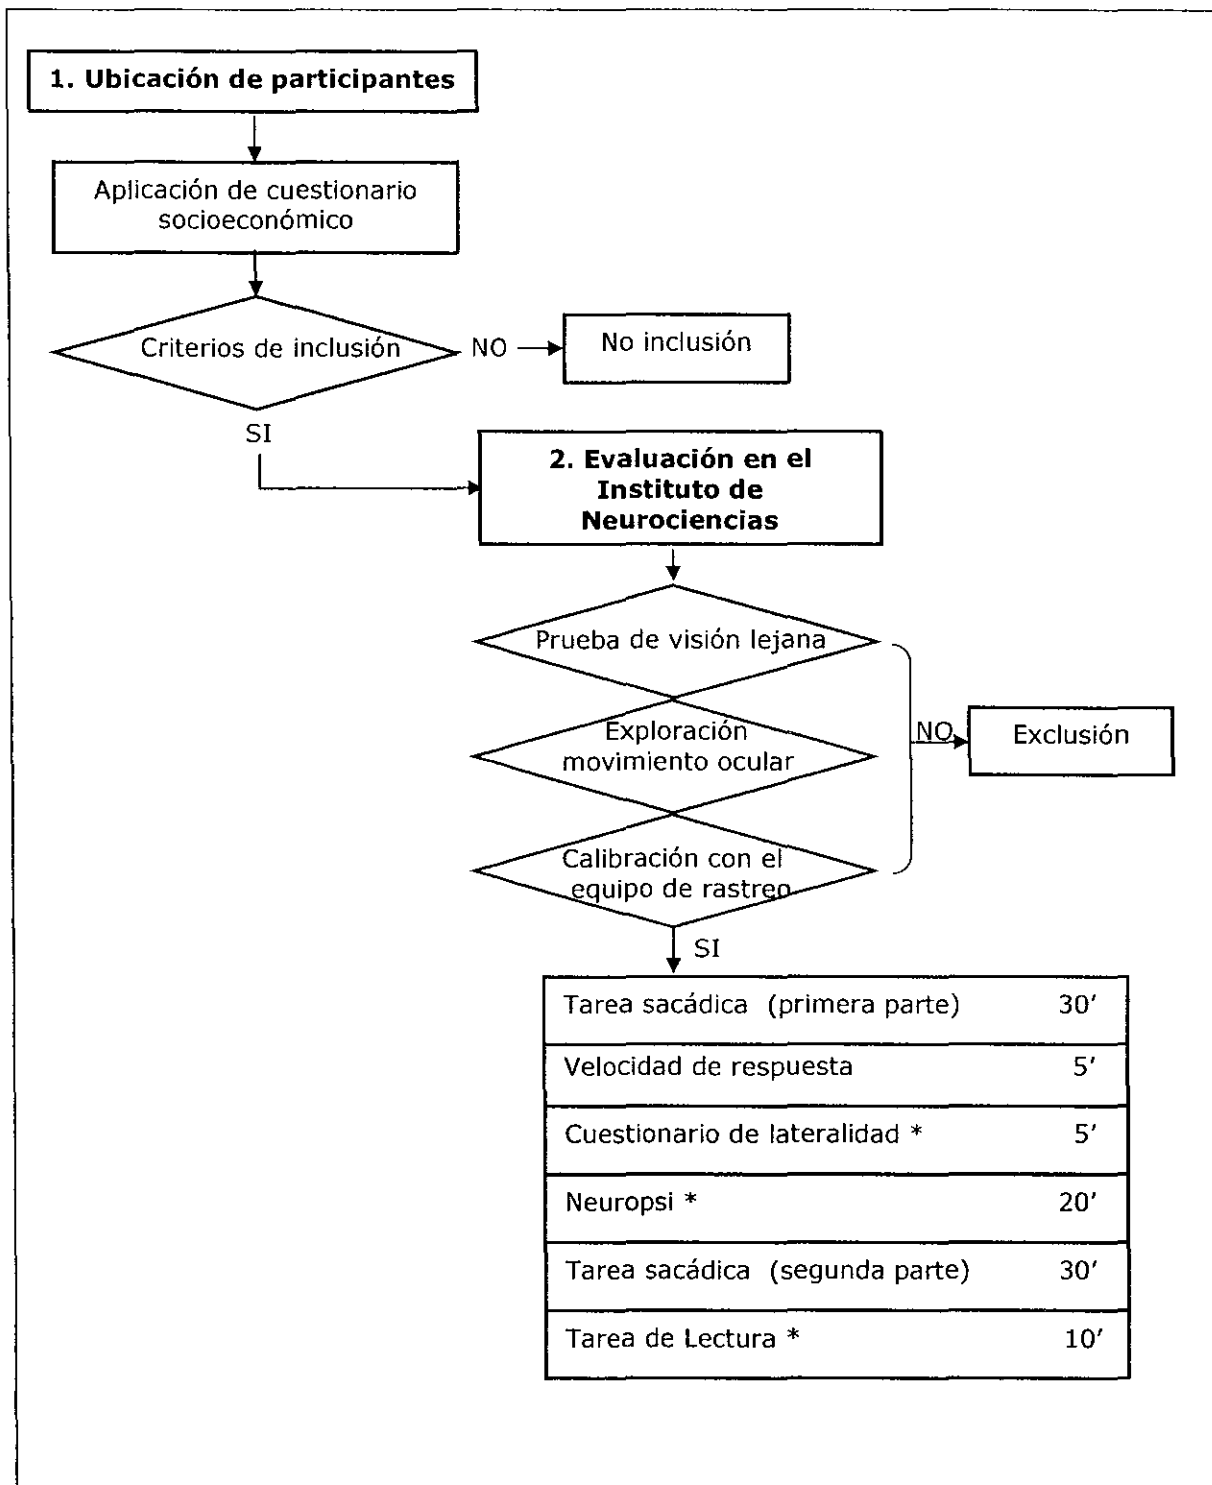 1. Ubicación de participantes
Aplicación de cuestionario
socioeconómico
Criterios de inclusión
NO
No inclusión
SI
2. Evaluación en el
Instituto de
Neurociencias
Prueba de visión lejana
Exploración
movimiento ocular
NO
Exclusión
Calibración con el
equipo de rastreo
SI
Tarea sacádica (primera parte) 30'
Velocidad de respuesta 5'
Cuestionario de lateralidad * 5'
Neuropsi * 20'
Tarea sacádica (segunda parte) 30'
Tarea de Lectura * 10'